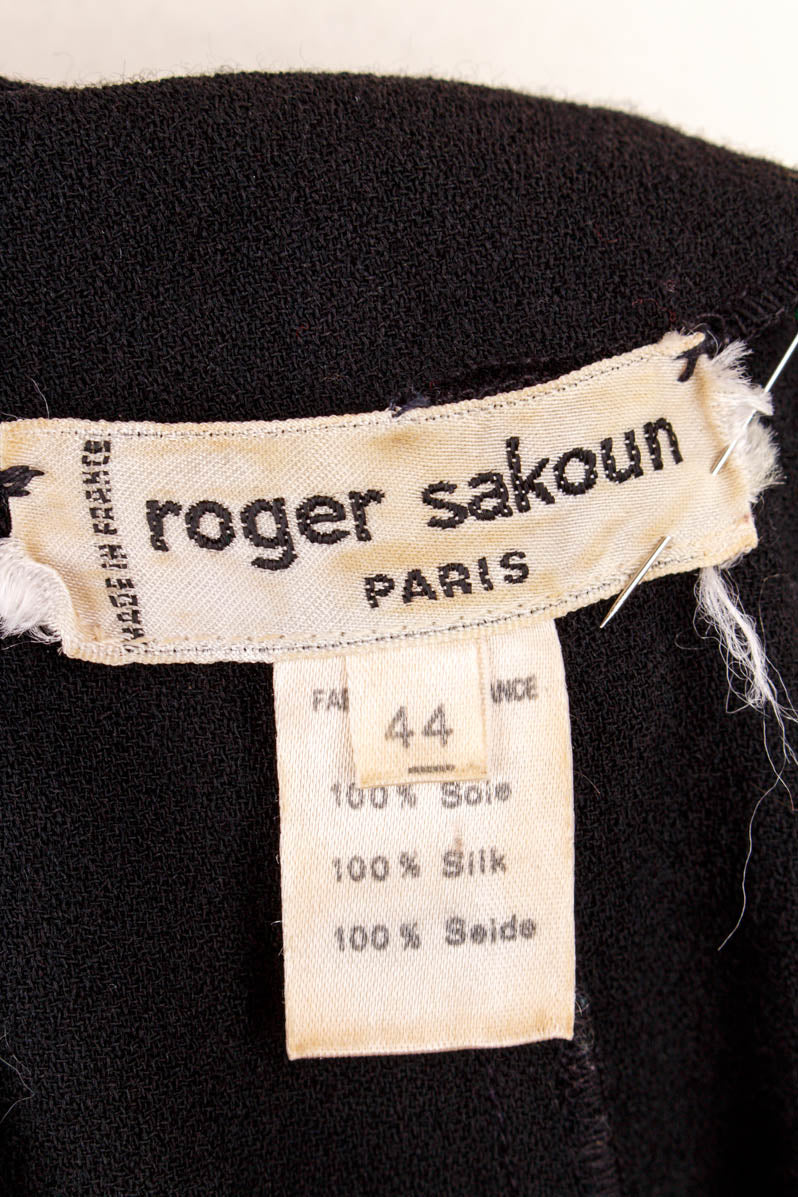 MADE IN FRANCE
roger sakoun
PARIS
44
100% Soie
100% Silk
100% Seide